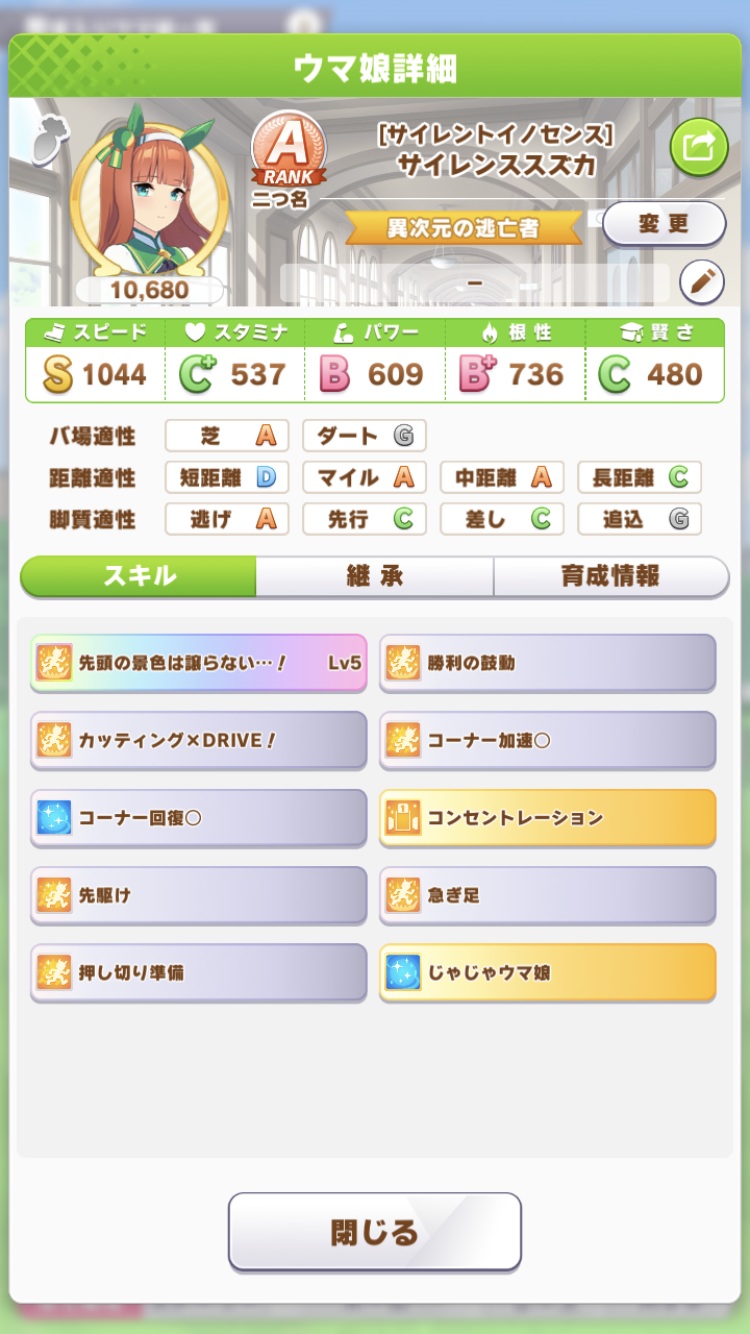 ウマ娘詳細
A
RANK
二つ名
[サイレントイノセンス]
サイレンススズカ
異次元の逃亡者
変更
10,680
−
スピード スタミナ パワー 根性 賢さ
S 1044 C+ 537 B 609 B+ 736 C 480
バ場適性 芝 A ダート G
距離適性 短距離 D マイル A 中距離 A 長距離 C
脚質適性 逃げ A 先行 C 差し C 追込 G
スキル 継承 育成情報
先頭の景色は譲らない…! Lv5 勝利の鼓動
カッティング×DRIVE! コーナー加速○
コーナー回復○ コンセントレーション
先駆け 急ぎ足
押し切り準備 じゃじゃウマ娘
閉じる